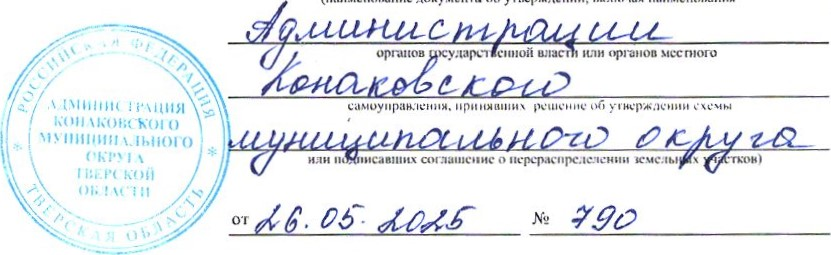 (наименование документа об утверждении, включая наименования
Администрации
органов государственной власти или органов местного
Конаковского
самоуправления, принявших решение об утверждении схемы
муниципального округа
или подписавших соглашение о перераспределении земельных участков)
от 26.05.2025 № 790
РОССИЙСКАЯ ФЕДЕРАЦИЯ
АДМИНИСТРАЦИЯ
КОНАКОВСКОГО
МУНИЦИПАЛЬНОГО
ОКРУГА
ТВЕРСКОЙ
ОБЛАСТИ
* ТВЕРСКАЯ ОБЛАСТЬ *